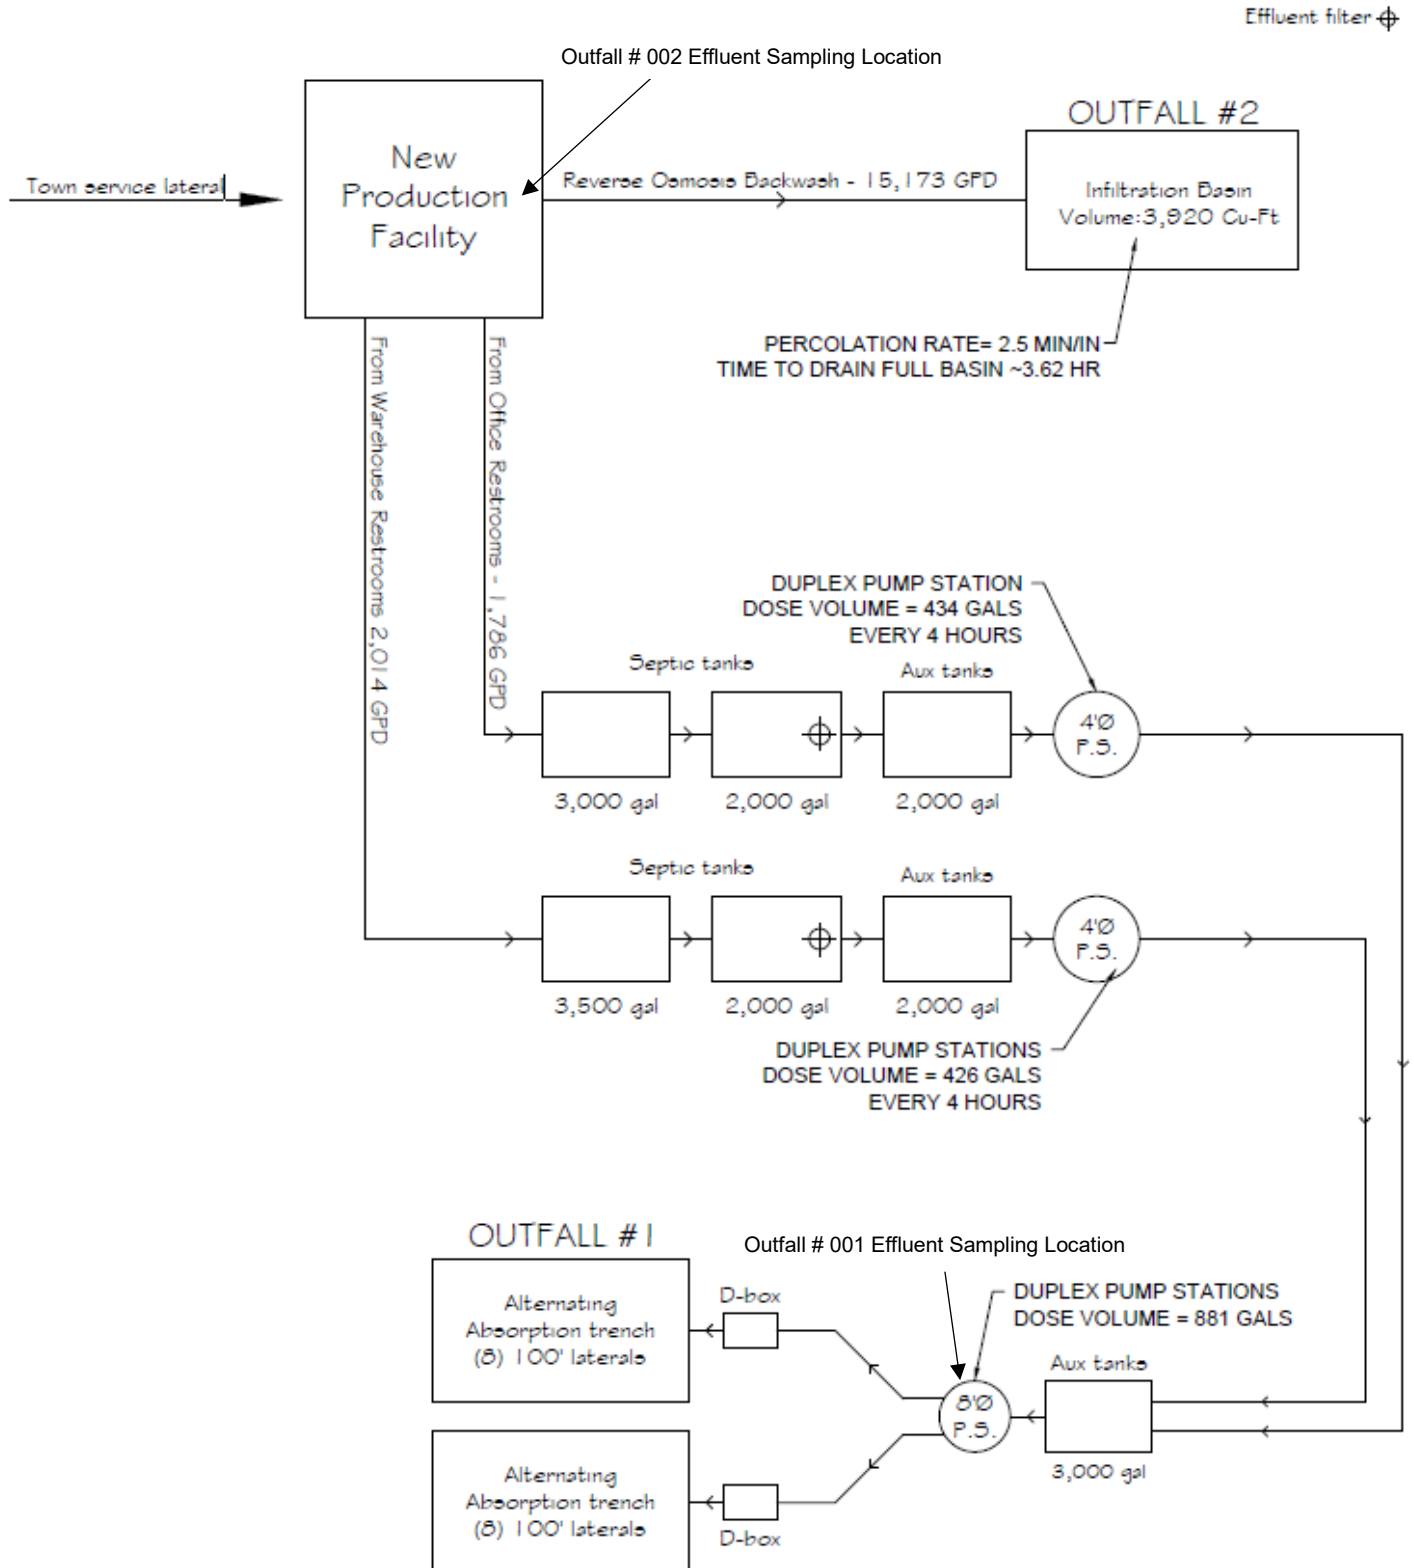 Effluent filter
Outfall # 002 Effluent Sampling Location
OUTFALL #2
New
Production
Facility
Town service lateral
Reverse Osmosis Backwash - 15,173 GPD
Infiltration Basin
Volume:3,920 Cu-Ft
PERCOLATION RATE= 2.5 MIN/IN
TIME TO DRAIN FULL BASIN ~3.62 HR
From Warehouse Restrooms 2,014 GPD
From Office Restrooms - 1,786 GPD
DUPLEX PUMP STATION
DOSE VOLUME = 434 GALS
EVERY 4 HOURS
Septic tanks
Aux tanks
4'Ø
P.S.
3,000 gal
2,000 gal
2,000 gal
Septic tanks
Aux tanks
4'Ø
P.S.
3,500 gal
2,000 gal
2,000 gal
DUPLEX PUMP STATIONS
DOSE VOLUME = 426 GALS
EVERY 4 HOURS
OUTFALL #1
Outfall # 001 Effluent Sampling Location
DUPLEX PUMP STATIONS
DOSE VOLUME = 881 GALS
D-box
Alternating
Absorption trench
(8) 100' laterals
Aux tanks
8'Ø
P.S.
3,000 gal
Alternating
Absorption trench
(8) 100' laterals
D-box